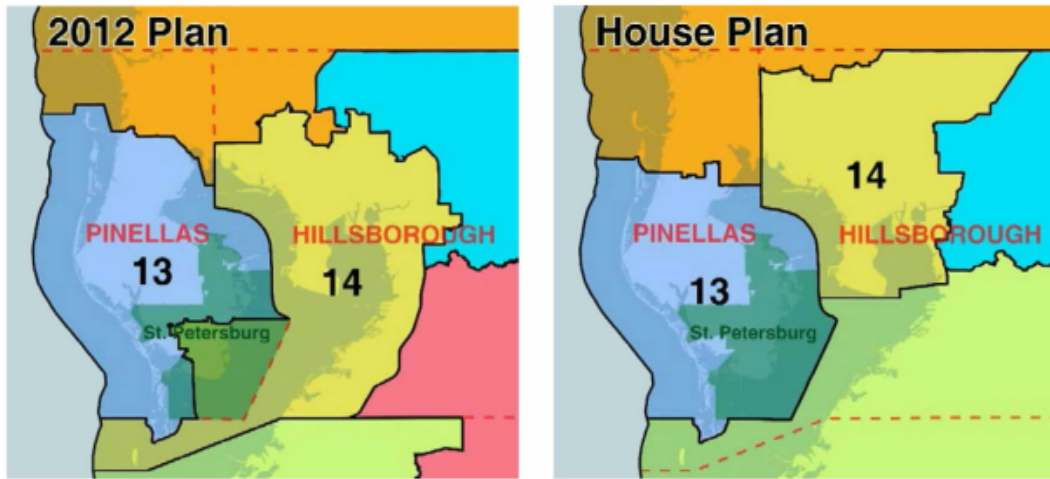 2012 Plan
PINELLAS
HILLSBOROUGH
13
14
St. Petersburg
House Plan
14
PINELLAS
HILLSBOROUGH
13
St. Petersburg